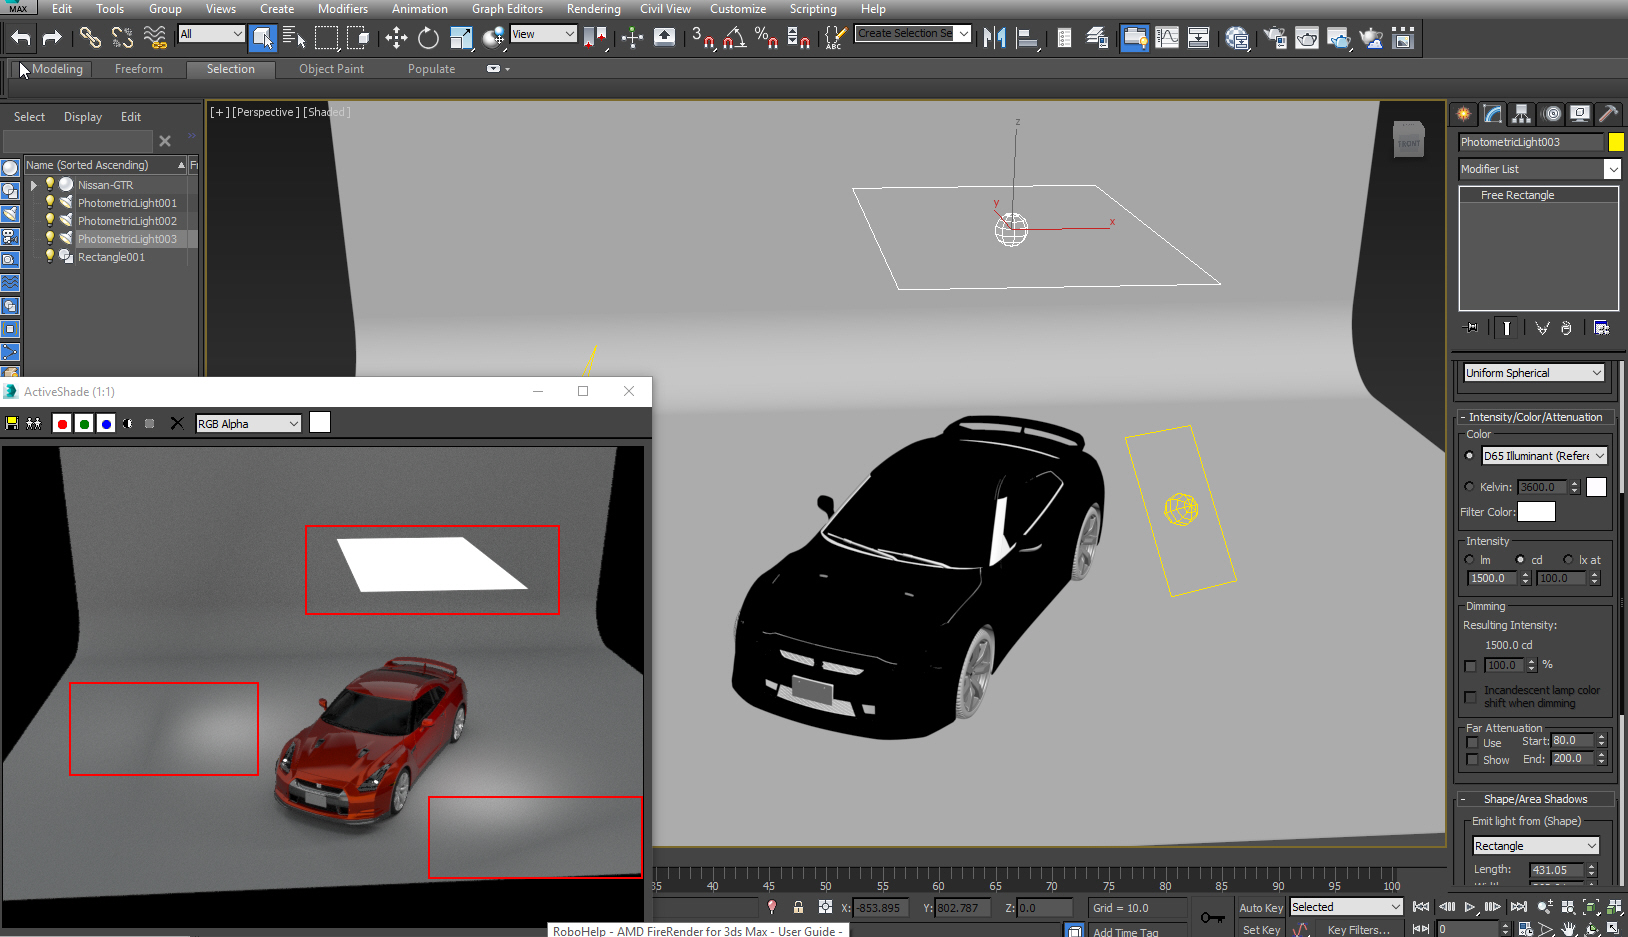 MAX Edit Tools Group Views Create Modifiers Animation Graph Editors Rendering Civil View Customize Scripting Help
All View 3 % ABC Create Selection Se
Modeling Freeform Selection Object Paint Populate
Select Display Edit
Name (Sorted Ascending) Fr
Nissan-GTR
PhotometricLight001
PhotometricLight002
PhotometricLight003
Rectangle001
[+] [Perspective] [Shaded]
z
y
x
FRONT
PhotometricLight003
Modifier List
Free Rectangle
Uniform Spherical
- Intensity/Color/Attenuation
Color
D65 Illuminant (Refere
Kelvin: 3600.0
Filter Color:
Intensity
lm cd lx at
1500.0 100.0
Dimming
Resulting Intensity:
1500.0 cd
100.0 %
Incandescent lamp color
shift when dimming
Far Attenuation
Use Start: 80.0
Show End: 200.0
- Shape/Area Shadows
Emit light from (Shape)
Rectangle
Length: 431.05
ActiveShade (1:1)
RGB Alpha
35 40 45 50 55 60 65 70 75 80 85 90 95 100
X: -853.895 Y: 802.787 Z: 0.0 Grid = 10.0 Auto Key Selected
Add Time Tag Set Key Key Filters... 0
RoboHelp - AMD FireRender for 3ds Max - User Guide -